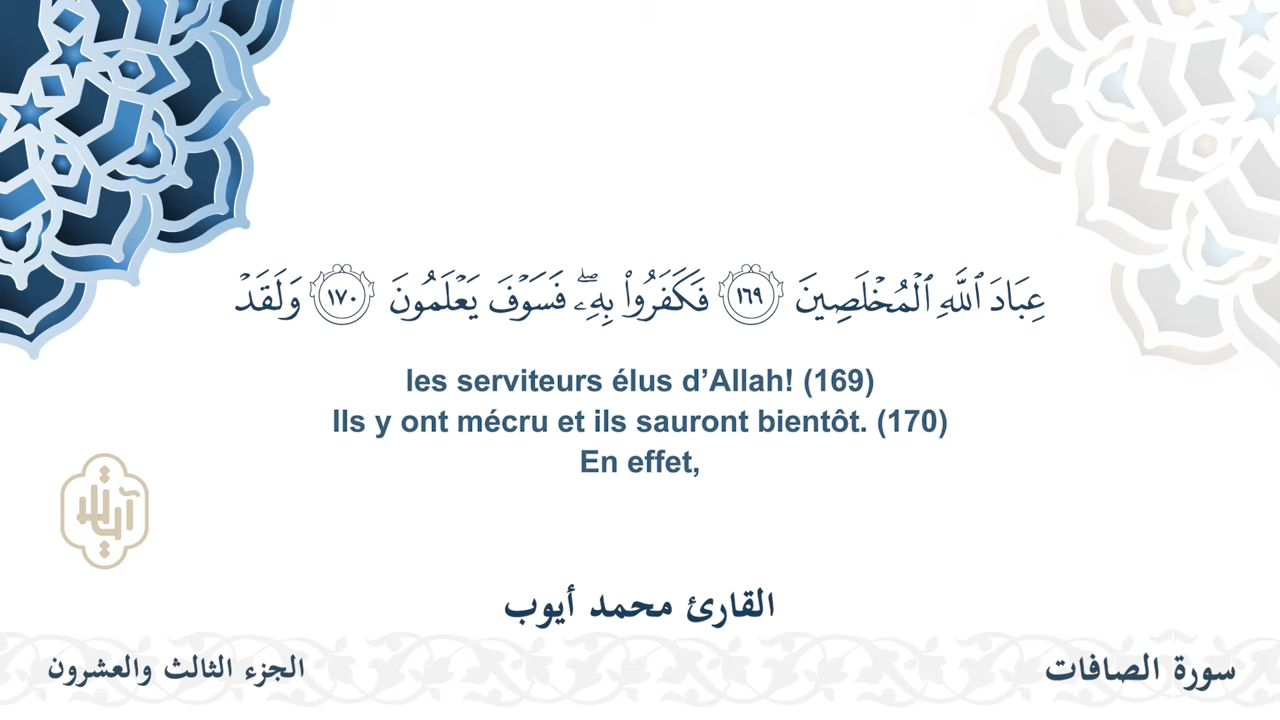 عِبَادَ ٱللَّهِ ٱلْمُخْلَصِينَ ١٦٩ فَكَفَرُوا۟ بِهِۦۖ فَسَوْفَ يَعْلَمُونَ ١٧٠ وَلَقَدْ
les serviteurs élus d’Allah! (169)
Ils y ont mécru et ils sauront bientôt. (170)
En effet,
آيات
القارئ محمد أيوب
سورة الصافات
الجزء الثالث والعشرون